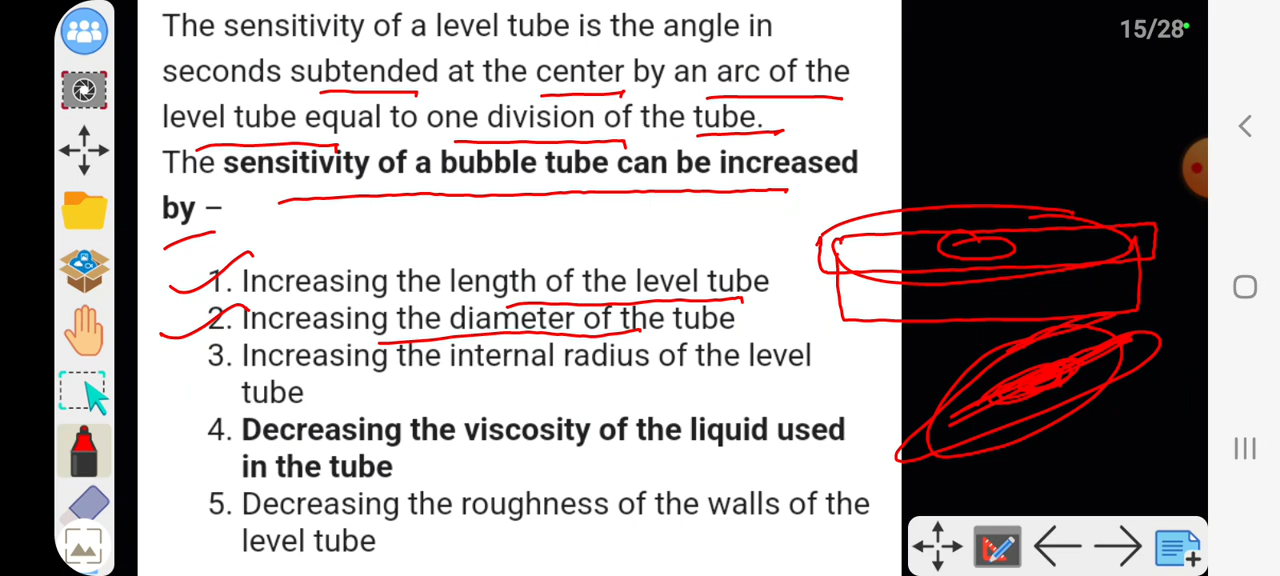 The sensitivity of a level tube is the angle in
seconds subtended at the center by an arc of the
level tube equal to one division of the tube.
The sensitivity of a bubble tube can be increased
by –
1. Increasing the length of the level tube
2. Increasing the diameter of the tube
3. Increasing the internal radius of the level
tube
4. Decreasing the viscosity of the liquid used
in the tube
5. Decreasing the roughness of the walls of the
level tube
15/28